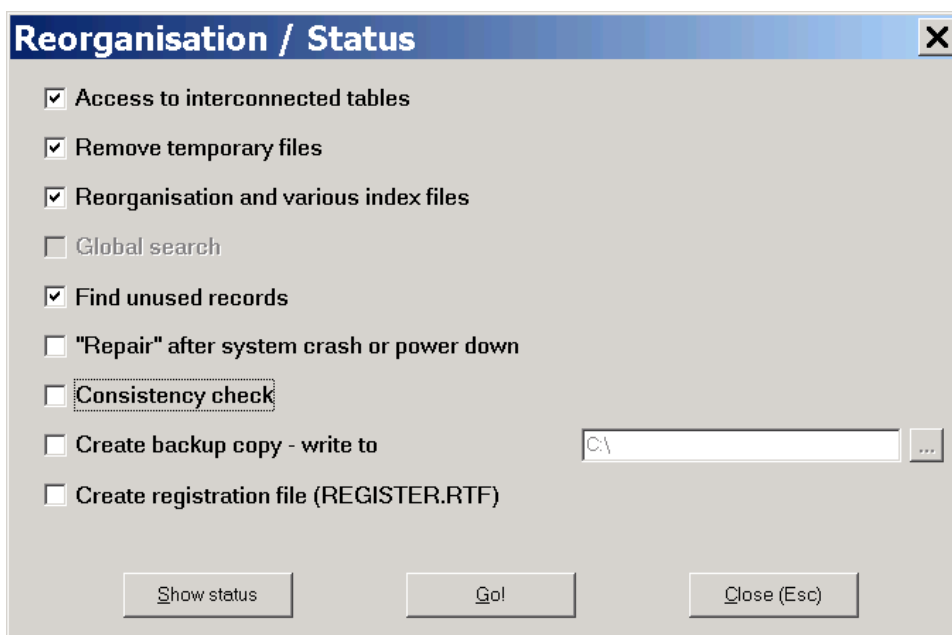 Reorganisation / Status
Access to interconnected tables
Remove temporary files
Reorganisation and various index files
Global search
Find unused records
"Repair" after system crash or power down
Consistency check
Create backup copy - write to C:\ ...
Create registration file (REGISTER.RTF)
Show status Go! Close (Esc)